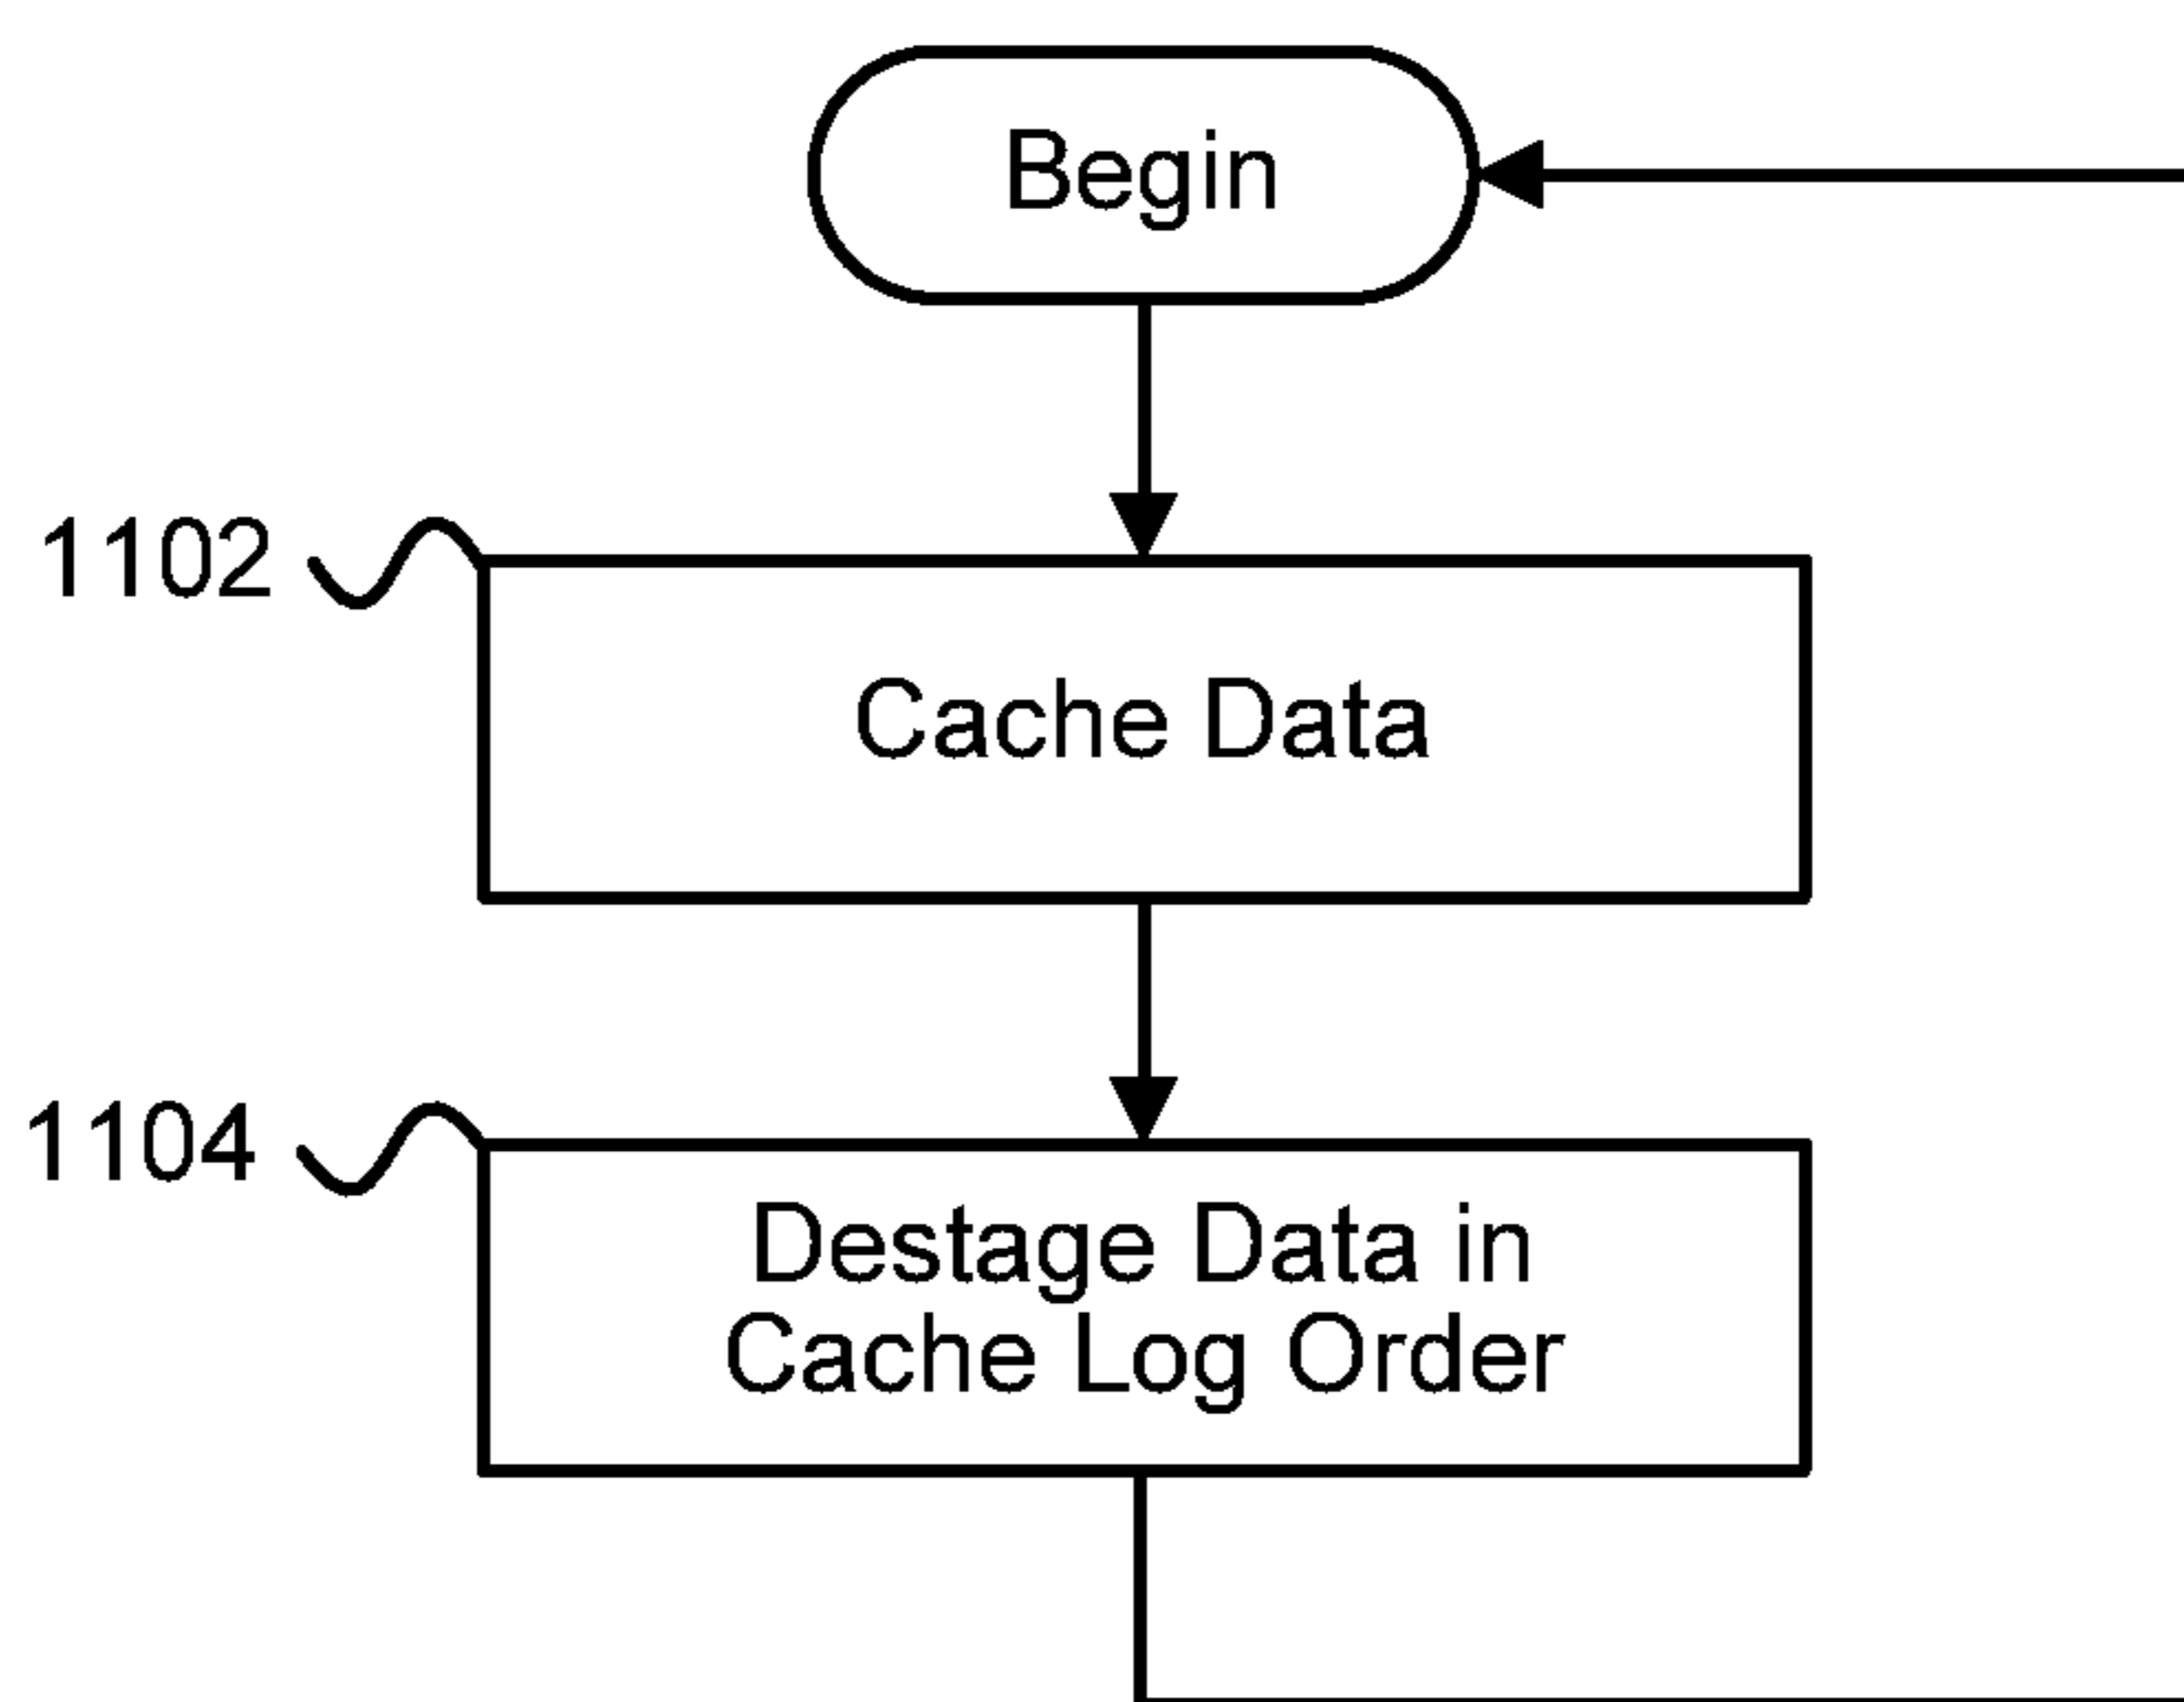 Begin
1102
Cache Data
1104
Destage Data in
Cache Log Order